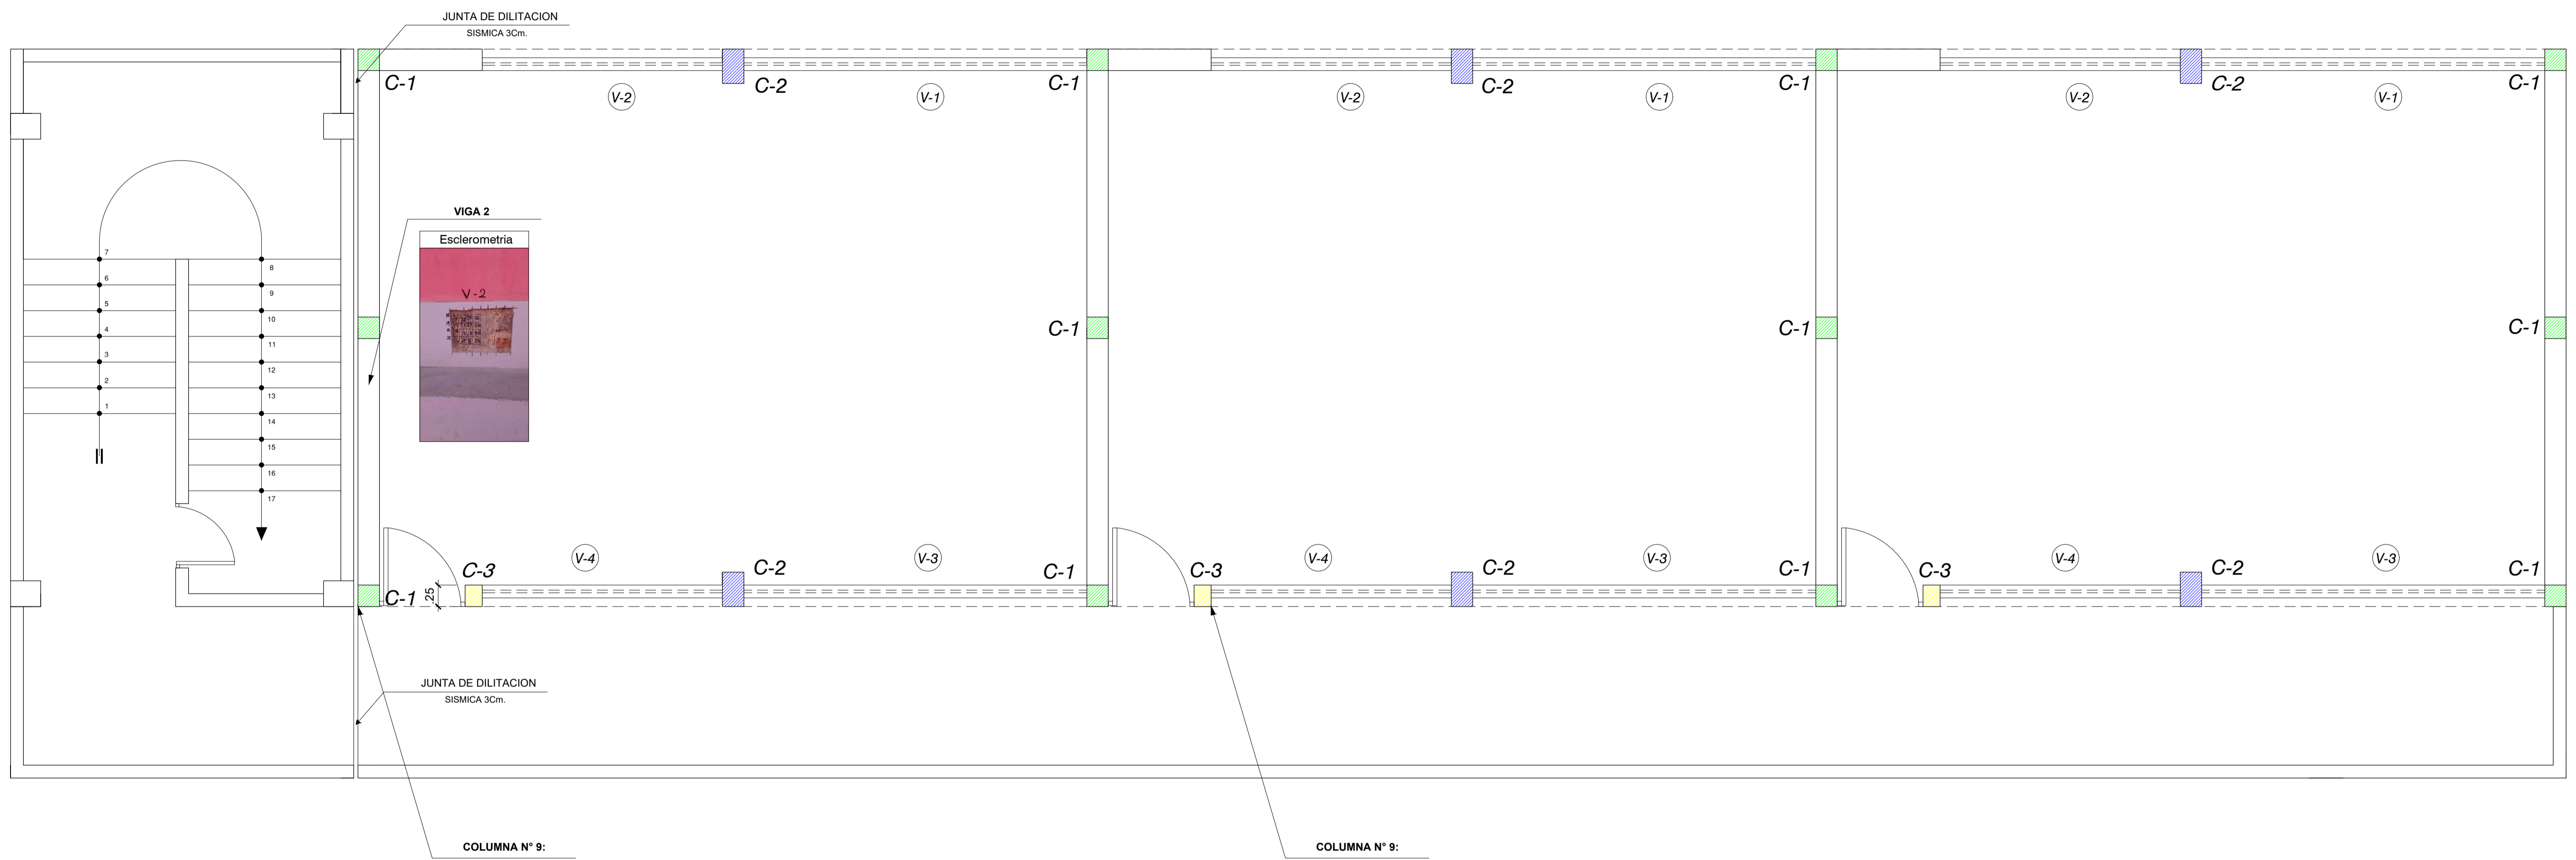 JUNTA DE DILITACION
SISMICA 3Cm.
C-1
C-2
C-1
C-2
C-1
C-2
C-1
V-2
V-1
V-2
V-1
V-2
V-1
VIGA 2
Esclerometria
V-2
7
8
6
9
5
10
4
11
3
12
2
13
1
14
15
16
17
II
C-1
C-1
C-1
V-4
V-3
V-4
V-3
V-4
V-3
C-3
C-2
C-1
C-3
C-2
C-1
C-3
C-2
C-1
C-1
.25
JUNTA DE DILITACION
SISMICA 3Cm.
COLUMNA N° 9:
COLUMNA N° 9: